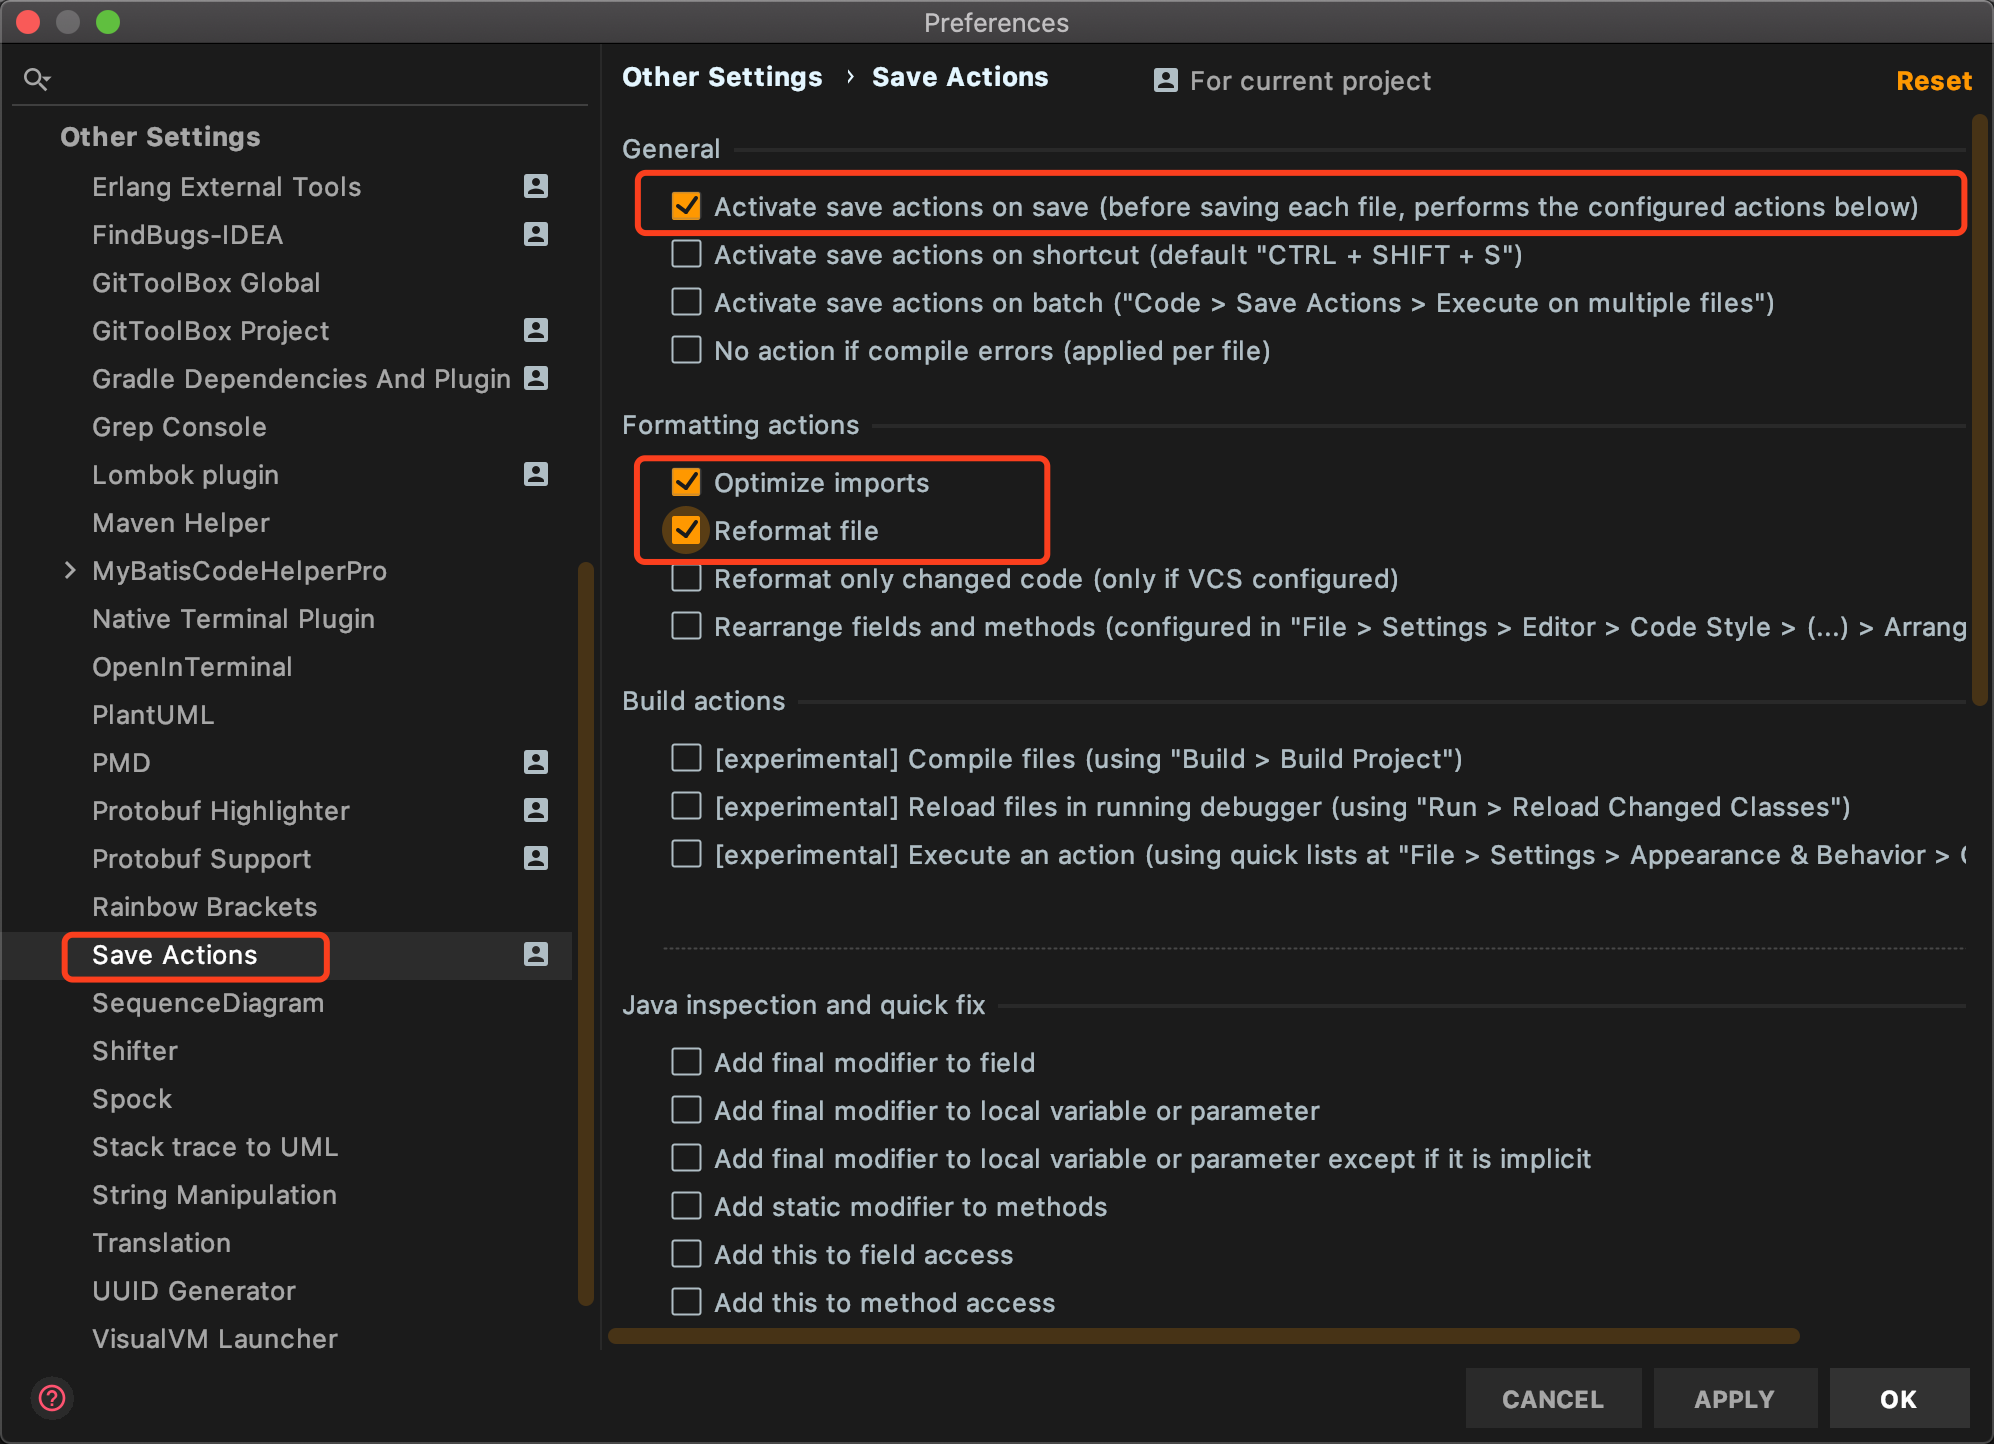 Preferences
Other Settings
Erlang External Tools
FindBugs-IDEA
GitToolBox Global
GitToolBox Project
Gradle Dependencies And Plugin
Grep Console
Lombok plugin
Maven Helper
MyBatisCodeHelperPro
Native Terminal Plugin
OpenInTerminal
PlantUML
PMD
Protobuf Highlighter
Protobuf Support
Rainbow Brackets
Save Actions
SequenceDiagram
Shifter
Spock
Stack trace to UML
String Manipulation
Translation
UUID Generator
VisualVM Launcher
Other Settings › Save Actions
For current project
Reset
General
Activate save actions on save (before saving each file, performs the configured actions below)
Activate save actions on shortcut (default "CTRL + SHIFT + S")
Activate save actions on batch ("Code > Save Actions > Execute on multiple files")
No action if compile errors (applied per file)
Formatting actions
Optimize imports
Reformat file
Reformat only changed code (only if VCS configured)
Rearrange fields and methods (configured in "File > Settings > Editor > Code Style > (...) > Arrang
Build actions
[experimental] Compile files (using "Build > Build Project")
[experimental] Reload files in running debugger (using "Run > Reload Changed Classes")
[experimental] Execute an action (using quick lists at "File > Settings > Appearance & Behavior >
Java inspection and quick fix
Add final modifier to field
Add final modifier to local variable or parameter
Add final modifier to local variable or parameter except if it is implicit
Add static modifier to methods
Add this to field access
Add this to method access
?
CANCEL
APPLY
OK